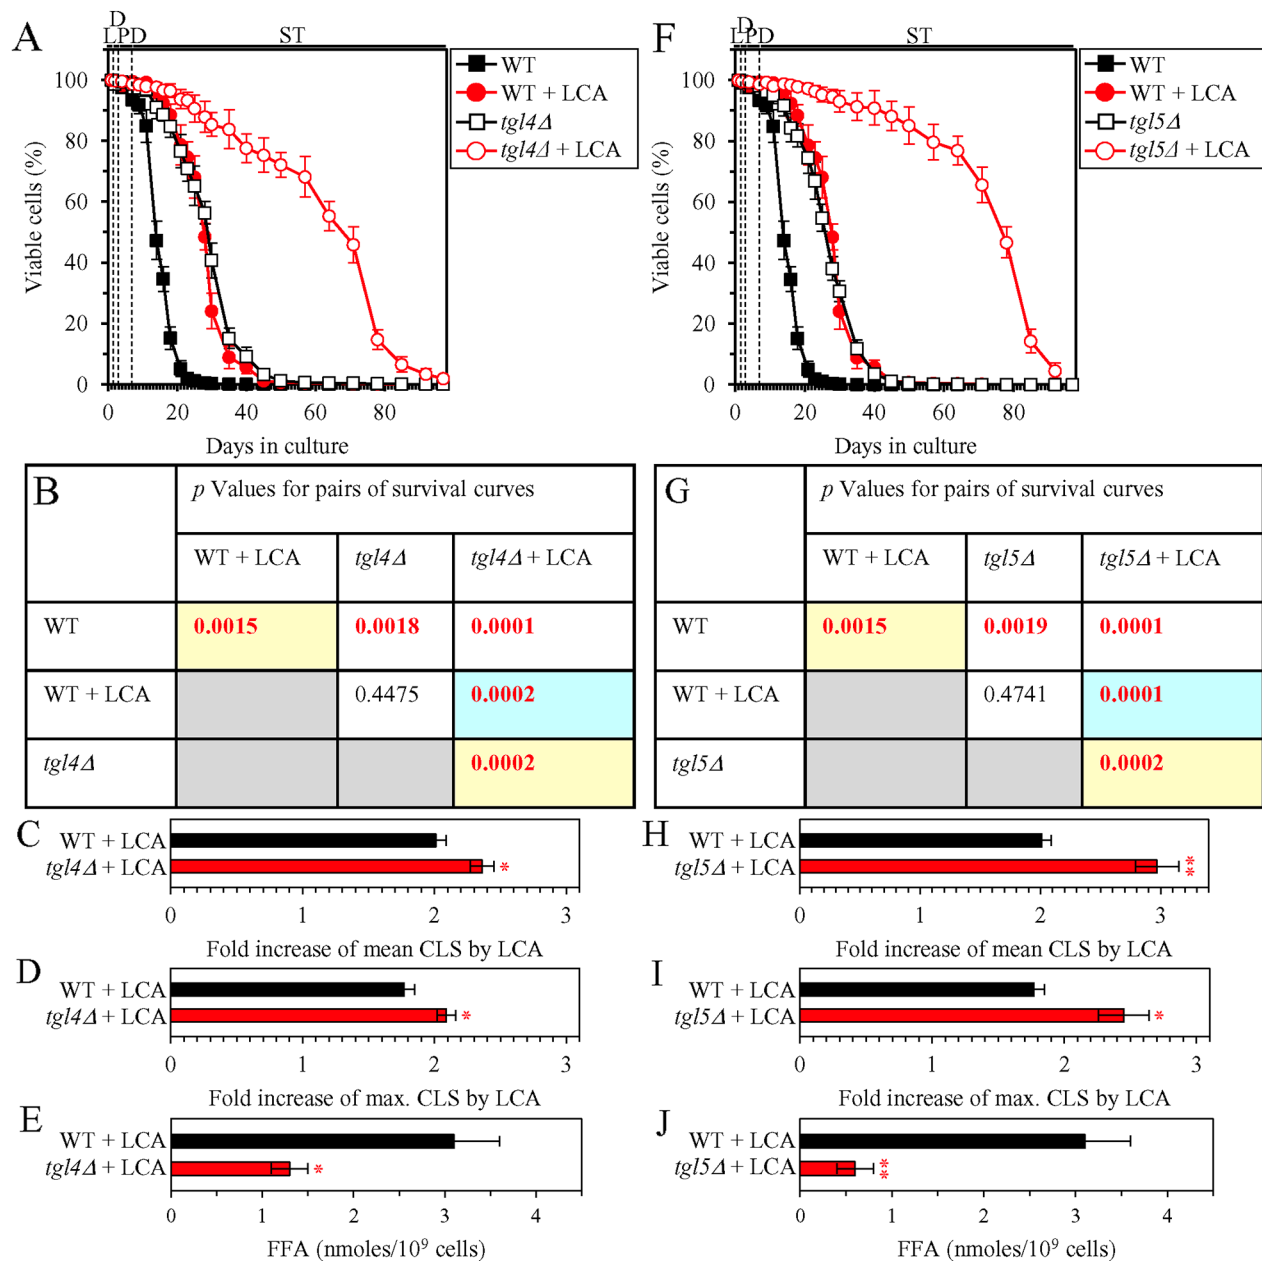 A
D
L PD ST
100
80
60
40
20
0
Viable cells (%)
0 20 40 60 80
Days in culture
WT
WT + LCA
tgl4Δ
tgl4Δ + LCA
F
D
L PD ST
100
80
60
40
20
0
Viable cells (%)
0 20 40 60 80
Days in culture
WT
WT + LCA
tgl5Δ
tgl5Δ + LCA
B
p Values for pairs of survival curves
WT + LCA tgl4Δ tgl4Δ + LCA
WT 0.0015 0.0018 0.0001
WT + LCA 0.4475 0.0002
tgl4Δ 0.0002
G
p Values for pairs of survival curves
WT + LCA tgl5Δ tgl5Δ + LCA
WT 0.0015 0.0019 0.0001
WT + LCA 0.4741 0.0001
tgl5Δ 0.0002
C
WT + LCA
tgl4Δ + LCA *
0 1 2 3
Fold increase of mean CLS by LCA
H
WT + LCA
tgl5Δ + LCA **
0 1 2 3
Fold increase of mean CLS by LCA
D
WT + LCA
tgl4Δ + LCA *
0 1 2 3
Fold increase of max. CLS by LCA
I
WT + LCA
tgl5Δ + LCA *
0 1 2 3
Fold increase of max. CLS by LCA
E
WT + LCA
tgl4Δ + LCA *
0 1 2 3 4
FFA (nmoles/10⁹ cells)
J
WT + LCA
tgl5Δ + LCA **
0 1 2 3 4
FFA (nmoles/10⁹ cells)